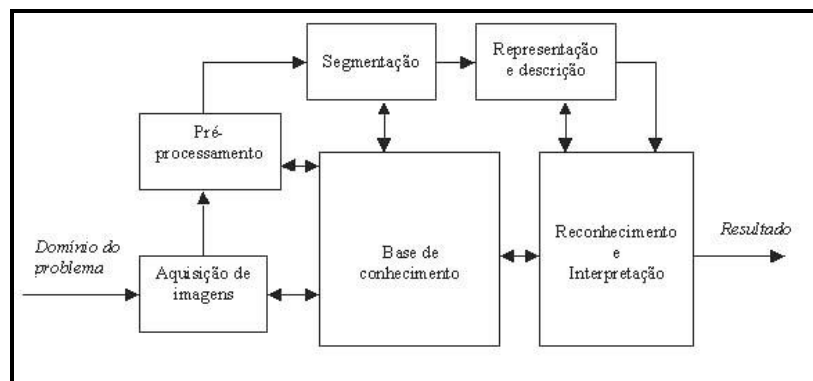 Segmentação
Representação
e descrição
Pré-
processamento
Domínio do
problema
Aquisição de
imagens
Base de
conhecimento
Reconhecimento
e
Interpretação
Resultado